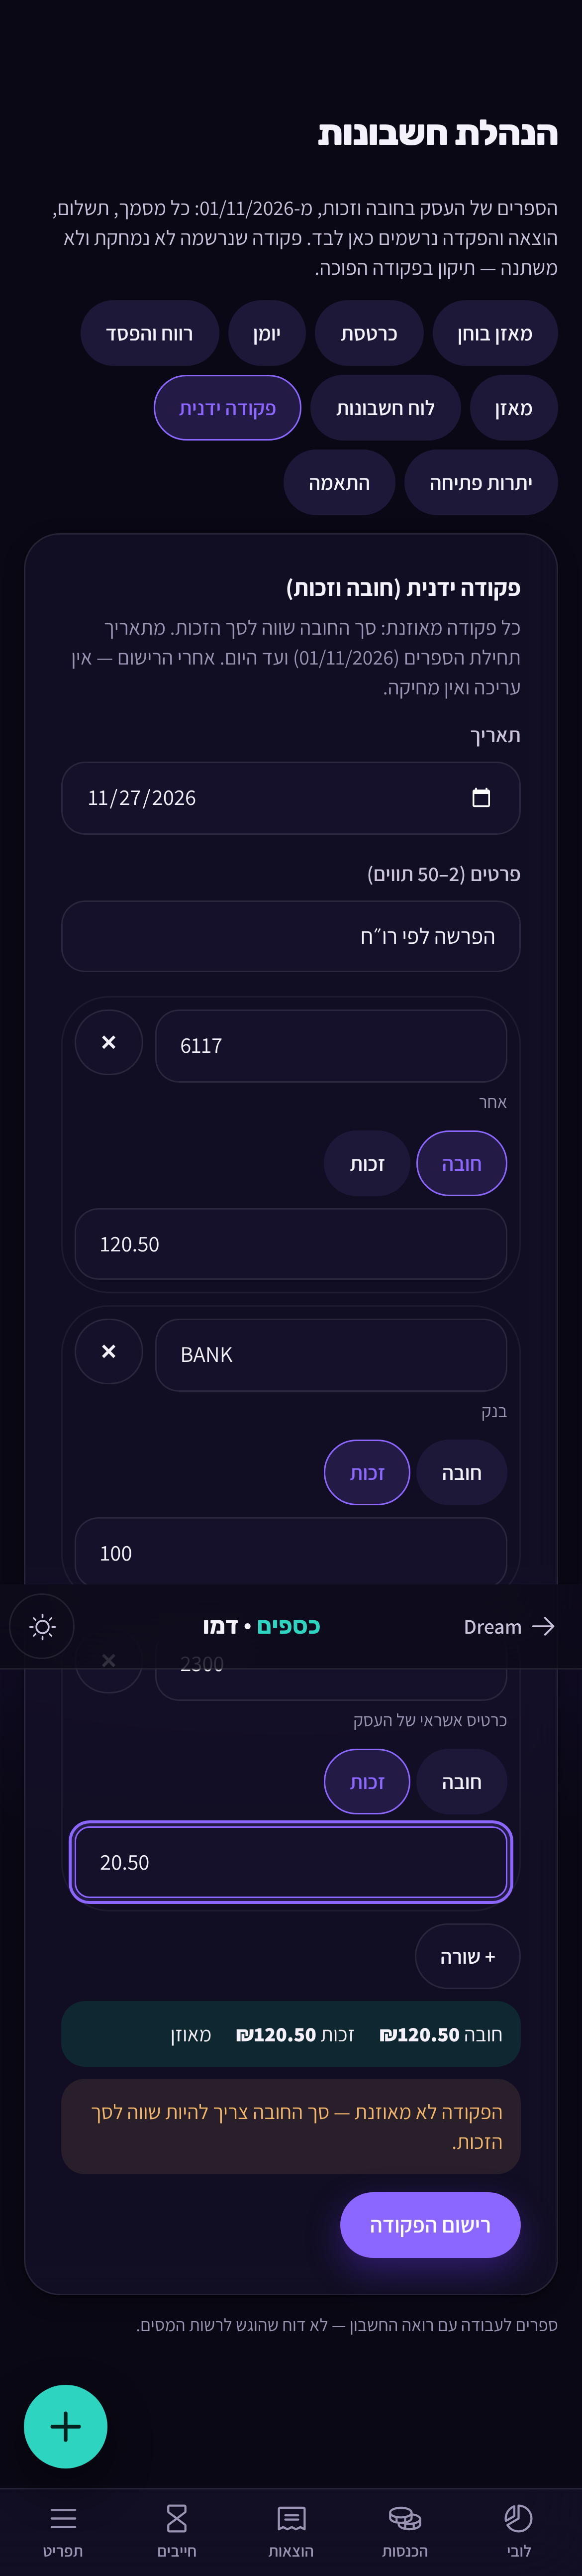 הנהלת חשבונות
הספרים של העסק בחובה וזכות, מ-01/11/2026: כל מסמך, תשלום,
הוצאה והפקדה נרשמים כאן לבד. פקודה שנרשמה לא נמחקת ולא
משתנה — תיקון בפקודה הפוכה.
מאזן בוחן
כרטסת
יומן
רווח והפסד
מאזן
לוח חשבונות
פקודה ידנית
יתרות פתיחה
התאמה
פקודה ידנית (חובה וזכות)
כל פקודה מאוזנת: סך החובה שווה לסך הזכות. מתאריך
תחילת הספרים (01/11/2026) ועד היום. אחרי הרישום — אין
עריכה ואין מחיקה.
תאריך
11/27/2026
פרטים (2–50 תווים)
הפרשה לפי רו״ח
6117
×
אחר
חובה
זכות
120.50
BANK
×
בנק
חובה
זכות
100
→ Dream
כספים • דמו
2300
×
כרטיס אשראי של העסק
חובה
זכות
20.50
+ שורה
חובה 120.50₪ זכות 120.50₪ מאוזן
הפקודה לא מאוזנת — סך החובה צריך להיות שווה לסך
הזכות.
רישום הפקודה
ספרים לעבודה עם רואה החשבון — לא דוח שהוגש לרשות המסים.
+
לובי
הכנסות
הוצאות
חייבים
תפריט